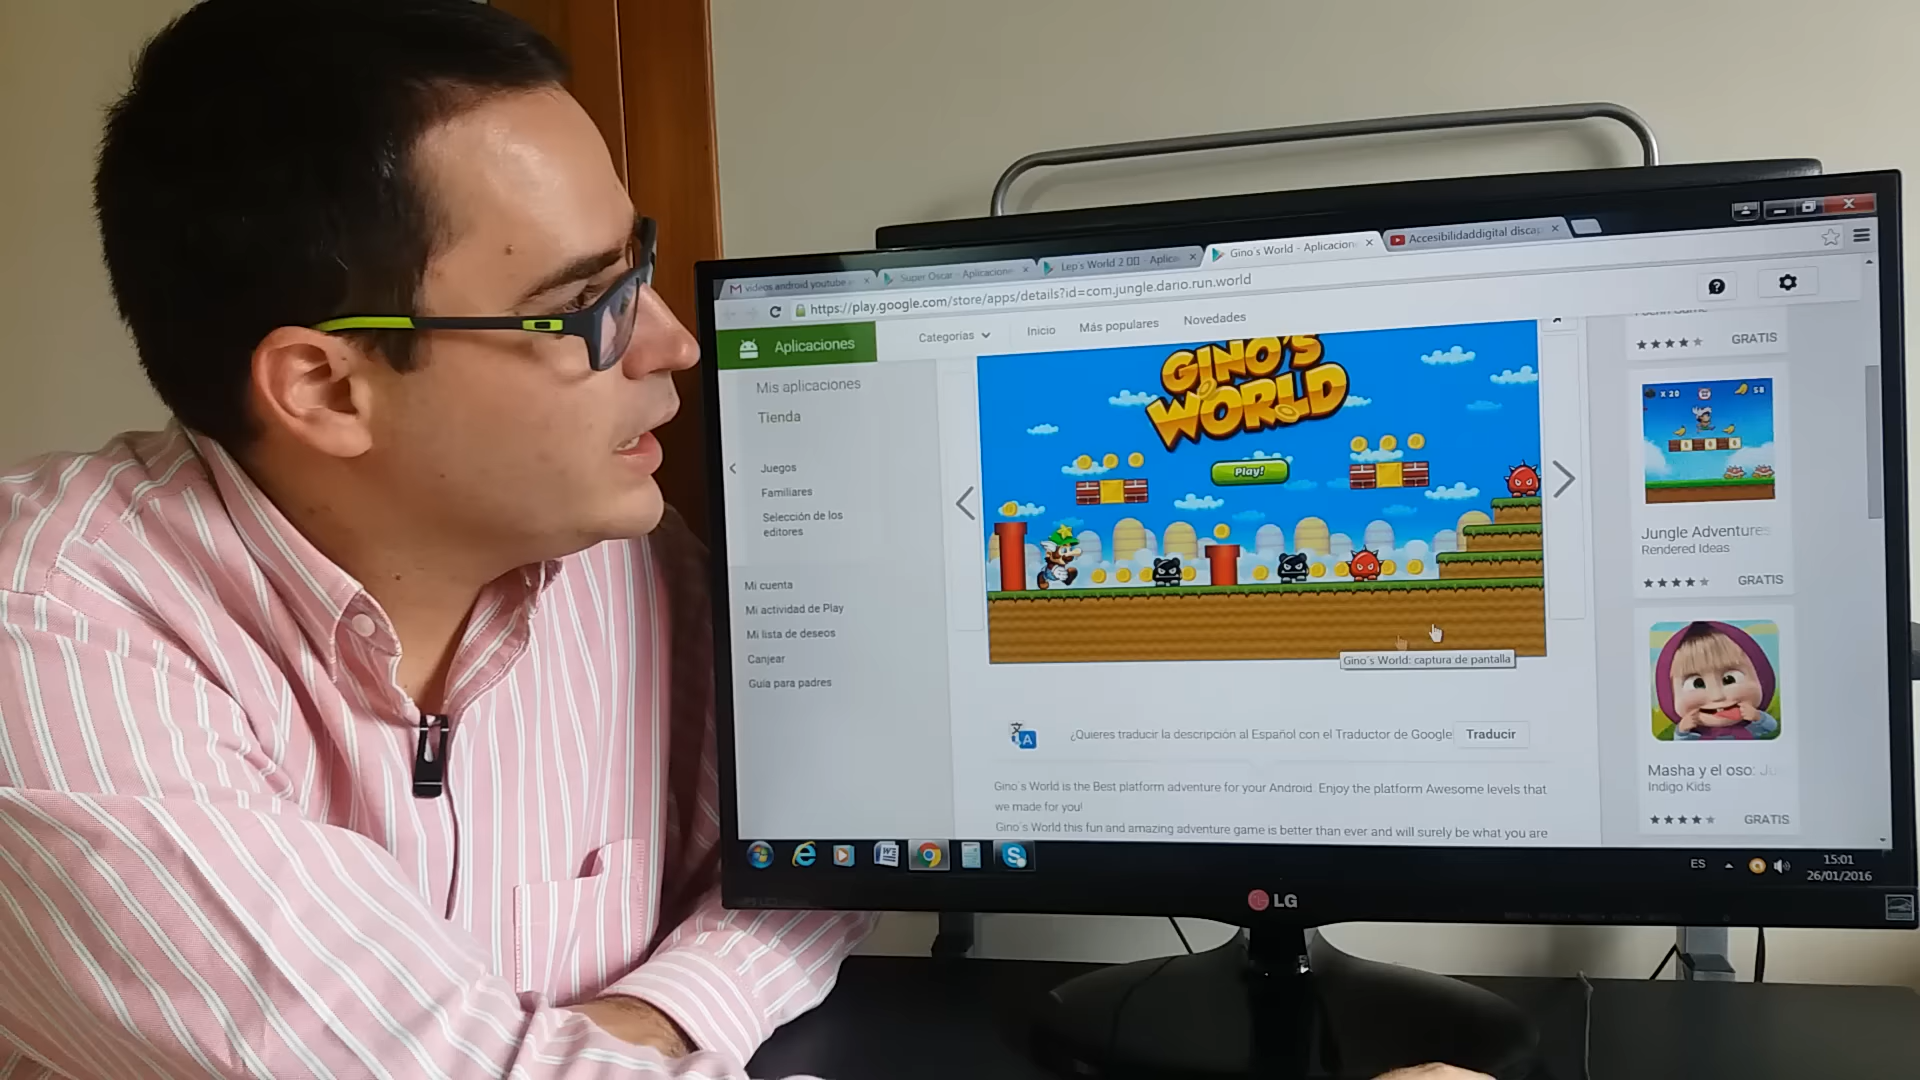 videos android youtube
Super Oscar - Aplicacione
Lep's World 2 - Aplica
Gino's World - Aplicacion
Accesibilidaddigital disca
https://play.google.com/store/apps/details?id=com.jungle.dario.run.world
Aplicaciones
Categorías
Inicio
Más populares
Novedades
Mis aplicaciones
Tienda
Juegos
Familiares
Selección de los
editores
Mi cuenta
Mi actividad de Play
Mi lista de deseos
Canjear
Guía para padres
GINO'S
WORLD
Play!
Gino's World: captura de pantalla
¿Quieres traducir la descripción al Español con el Traductor de Google
Traducir
Gino's World is the Best platform adventure for your Android. Enjoy the platform Awesome levels that
we made for you!
Gino's World this fun and amazing adventure game is better than ever and will surely be what you are
GRATIS
X 20
58
Jungle Adventures
Rendered Ideas
GRATIS
Masha y el oso: Ju
Indigo Kids
GRATIS
ES
15:01
26/01/2016
LG